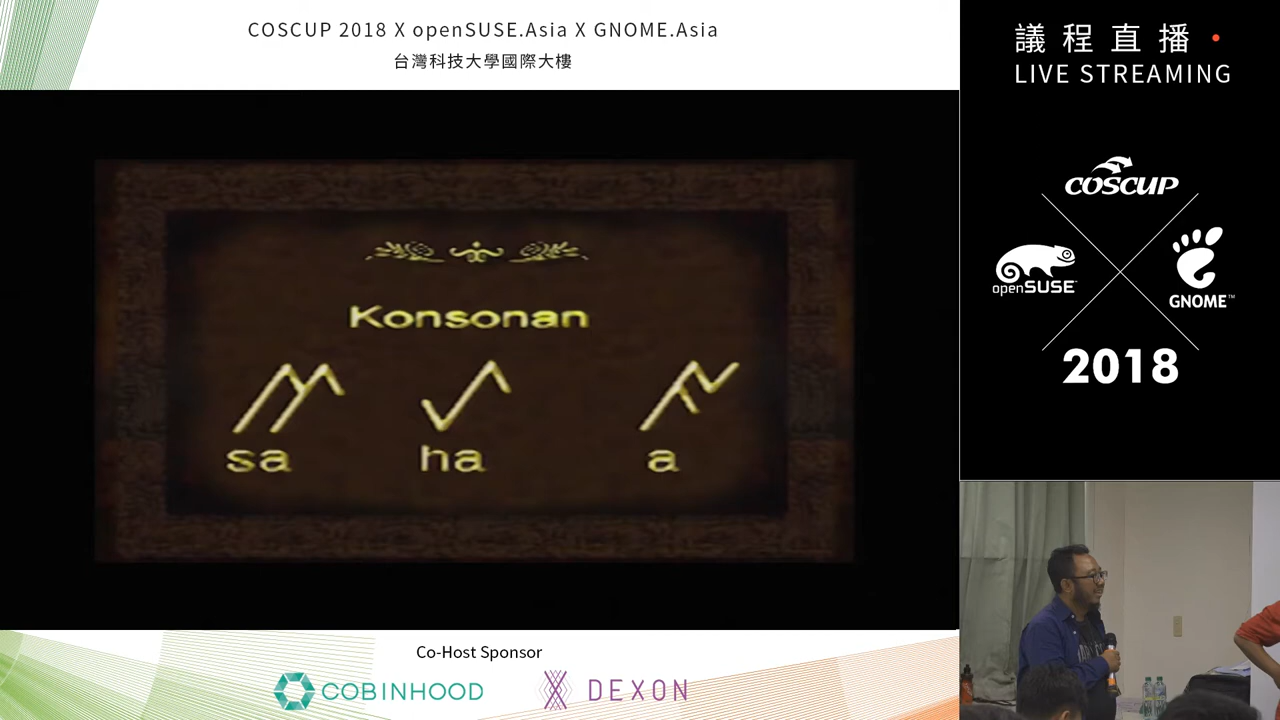 COSCUP 2018 X openSUSE.Asia X GNOME.Asia
台灣科技大學國際大樓
議程直播
LIVE STREAMING
COSCUP
openSUSE
GNOME™
2018
Konsonan
sa ha a
Co-Host Sponsor
COBINHOOD DEXON